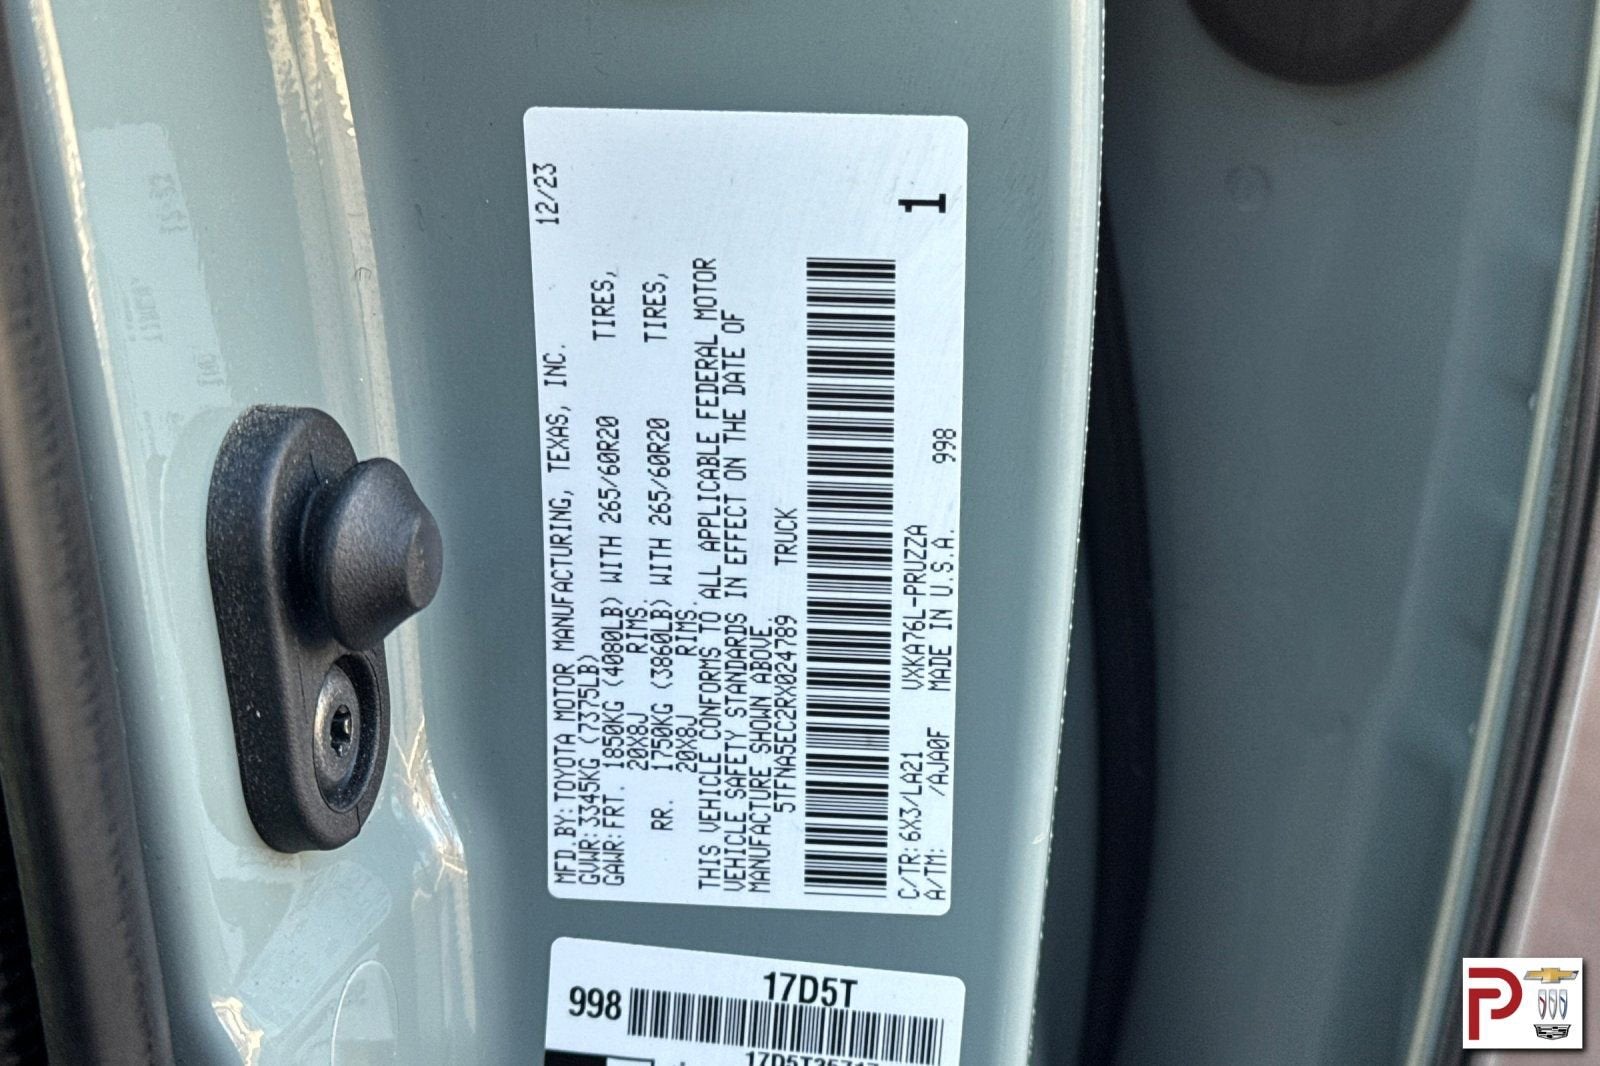 12/23
MFD.BY:TOYOTA MOTOR MANUFACTURING, TEXAS, INC.
GVWR:3345KG (7375LB)
GAWR:FRT. 1850KG (4080LB) WITH 265/60R20 TIRES,
20X8J RIMS.
RR. 1750KG (3860LB) WITH 265/60R20 TIRES,
20X8J RIMS.
THIS VEHICLE CONFORMS TO ALL APPLICABLE FEDERAL MOTOR
VEHICLE SAFETY STANDARDS IN EFFECT ON THE DATE OF
MANUFACTURE SHOWN ABOVE.
5TFNA5EC2RX024789 TRUCK
1
C/TR:6X3/LA21 VXKA76L-PRUZZA
A/TM: /AJA0F MADE IN U.S.A. 998
17D5T
998
P